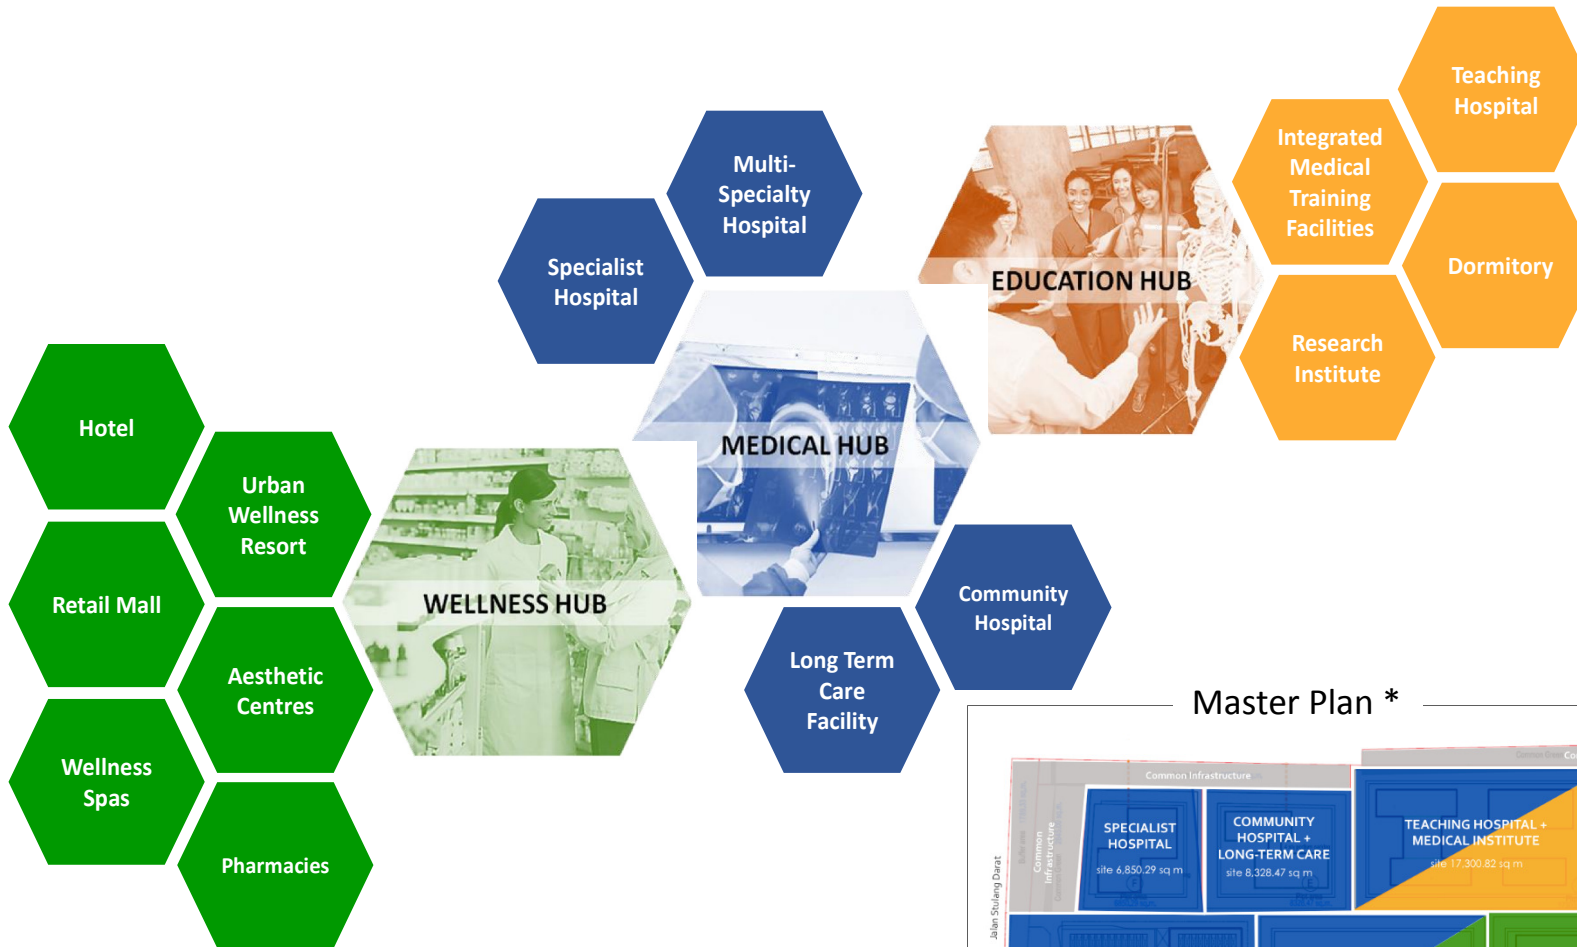 Teaching
Hospital
Integrated
Medical
Training
Facilities
Dormitory
Research
Institute
EDUCATION HUB
Multi-
Specialty
Hospital
Specialist
Hospital
MEDICAL HUB
Community
Hospital
Long Term
Care
Facility
Hotel
Urban
Wellness
Resort
Retail Mall
Aesthetic
Centres
Wellness
Spas
Pharmacies
WELLNESS HUB
Master Plan *
Common Infrastructure
Common
Infrastructure
Jalan Stulang Darat
SPECIALIST
HOSPITAL
site 6,850.29 sq m
COMMUNITY
HOSPITAL +
LONG-TERM CARE
site 8,328.47 sq m
TEACHING HOSPITAL +
MEDICAL INSTITUTE
site 17,300.82 sq m